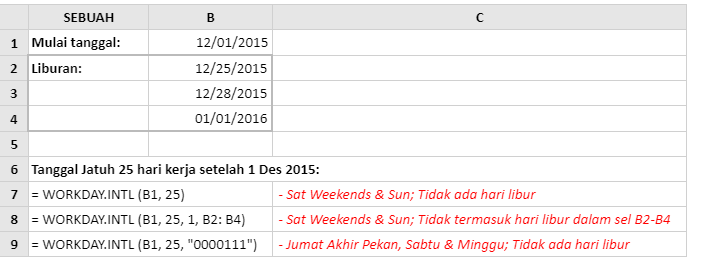 SEBUAH B C
1 Mulai tanggal: 12/01/2015
2 Liburan: 12/25/2015
3 12/28/2015
4 01/01/2016
5
6 Tanggal Jatuh 25 hari kerja setelah 1 Des 2015:
7 = WORKDAY.INTL (B1, 25) - Sat Weekends & Sun; Tidak ada hari libur
8 = WORKDAY.INTL (B1, 25, 1, B2: B4) - Sat Weekends & Sun; Tidak termasuk hari libur dalam sel B2-B4
9 = WORKDAY.INTL (B1, 25, "0000111") - Jumat Akhir Pekan, Sabtu & Minggu; Tidak ada hari libur